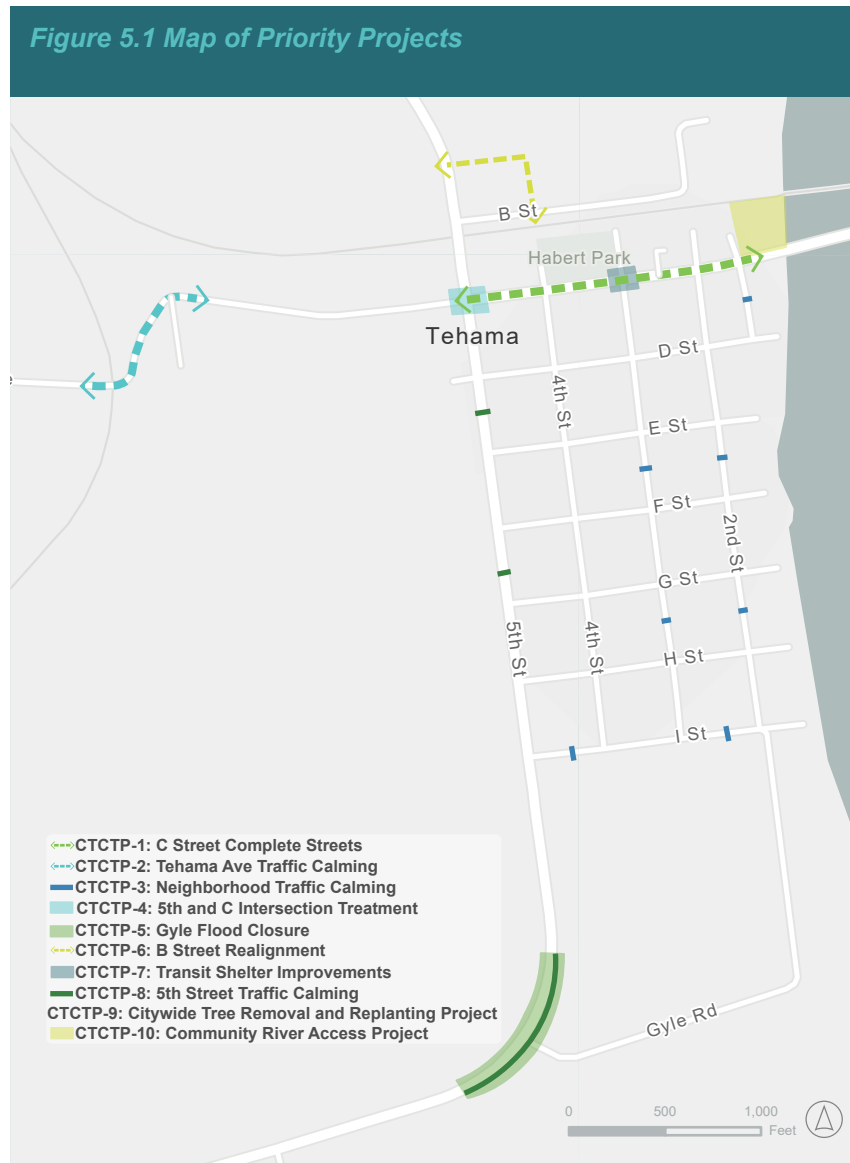 Figure 5.1 Map of Priority Projects
B St
Habert Park
Tehama
e
D St
4th St
E St
F St
2nd St
G St
5th St
4th St
H St
I St
CTCTP-1: C Street Complete Streets
CTCTP-2: Tehama Ave Traffic Calming
CTCTP-3: Neighborhood Traffic Calming
CTCTP-4: 5th and C Intersection Treatment
CTCTP-5: Gyle Flood Closure
CTCTP-6: B Street Realignment
CTCTP-7: Transit Shelter Improvements
CTCTP-8: 5th Street Traffic Calming
CTCTP-9: Citywide Tree Removal and Replanting Project
CTCTP-10: Community River Access Project
Gyle Rd
0 500 1,000
Feet